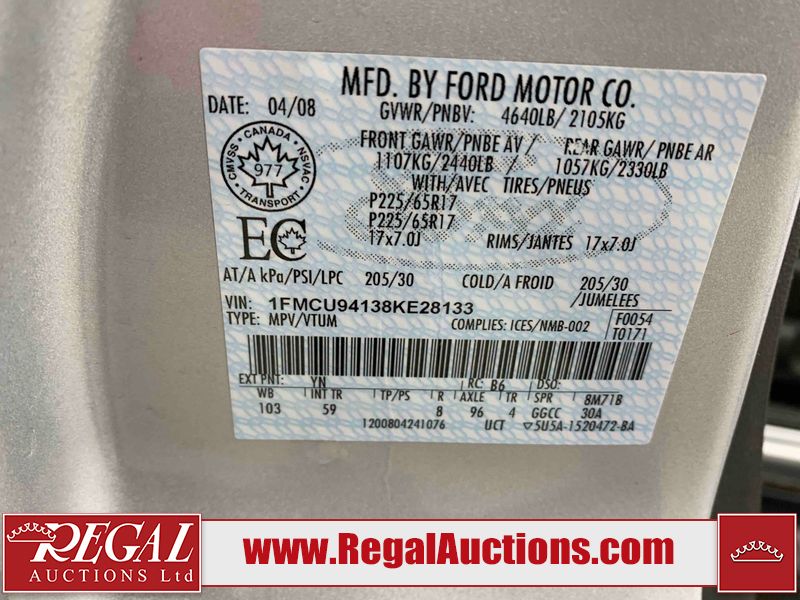 MFD. BY FORD MOTOR CO.
DATE: 04/08 GVWR/PNBV: 4640LB/2105KG
FRONT GAWR/PNBE AV/ REAR GAWR/ PNBE AR
1107KG/2440LB 1057KG/2330LB
WITH/AVEC TIRES/PNEUS
P225/65R17
P225/65R17
17x7.0J RIMS/JANTES 17x7.0J
CANADA
CMVSS NSVAC
977
TRANSPORT
EC
AT/A kPa/PSI/LPC 205/30 COLD/A FROID 205/30
/JUMELEES
VIN: 1FMCU94138KE28133
TYPE: MPV/VTUM COMPLIES: ICES/NMB-002 F0054
T0171
EXT PNT: YN RC: B6 DSO:
WB INT TR TP/PS R AXLE TR SPR 8M71B
103 59 8 96 4 GGCC 30A
1200804241076 UCT ▽5U5A-1520472-BA
REGAL
AUCTIONS Ltd
www.RegalAuctions.com